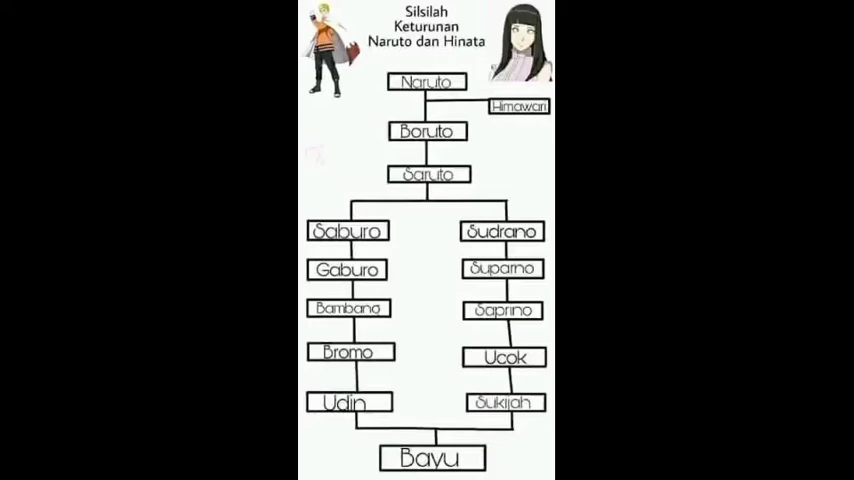 Silsilah
Keturunan
Naruto dan Hinata
Naruto
Himawari
Boruto
Saruto
Saburo
Sudrano
Gaburo
Suparno
Bambang
Saprino
Bromo
Ucok
Udin
Sukijah
Bayu